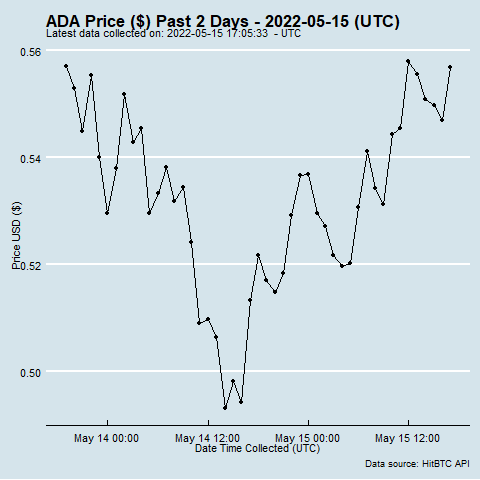 ADA Price ($) Past 2 Days - 2022-05-15 (UTC)
Latest data collected on: 2022-05-15 17:05:33  - UTC
0.56
0.54
0.52
0.50
Price USD ($)
May 14 00:00
May 14 12:00
May 15 00:00
May 15 12:00
Date Time Collected (UTC)
Data source: HitBTC API